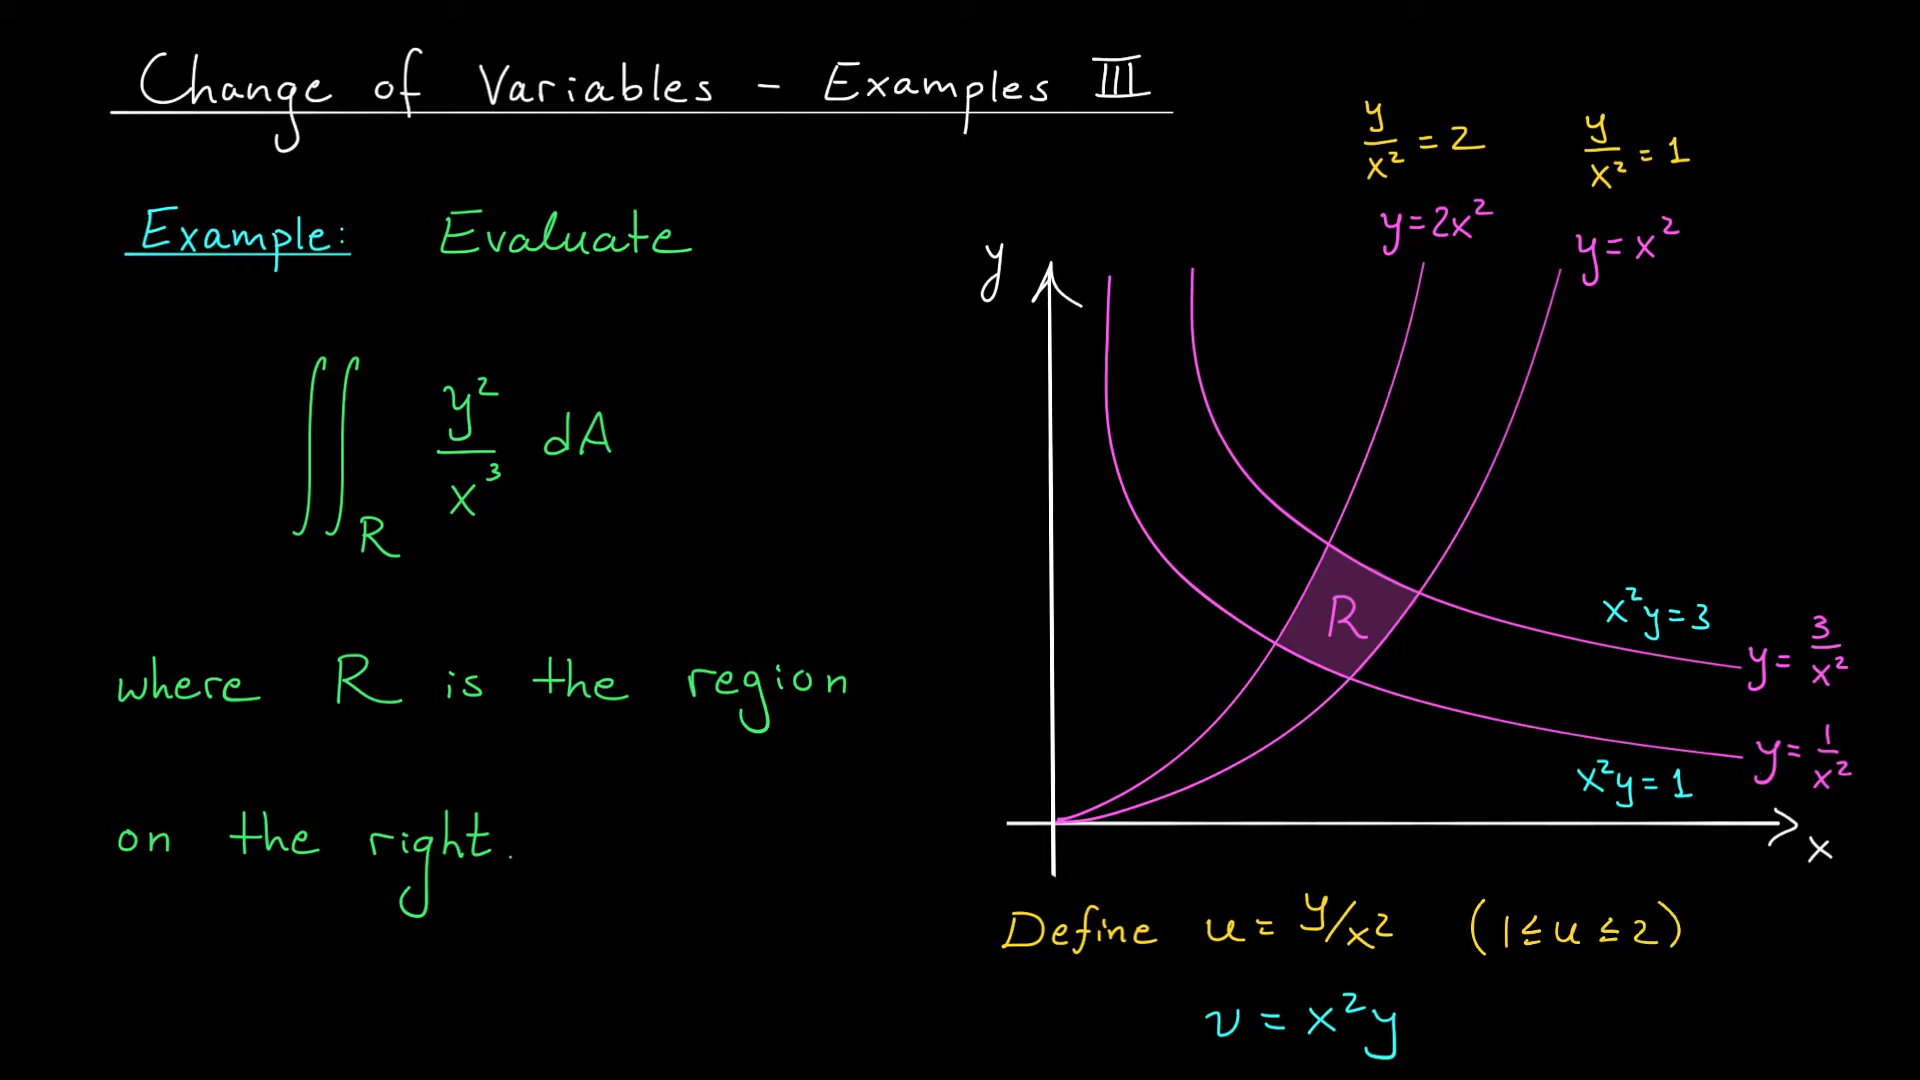 Change of Variables - Examples III
Example: Evaluate
∬_R y²/x³ dA
where R is the region
on the right.
y/x² = 2
y/x² = 1
y=2x²
y=x²
y
R
x²y=3
y= 3/x²
y= 1/x²
x²y=1
x
Define u= y/x² (1≤u≤2)
v = x²y